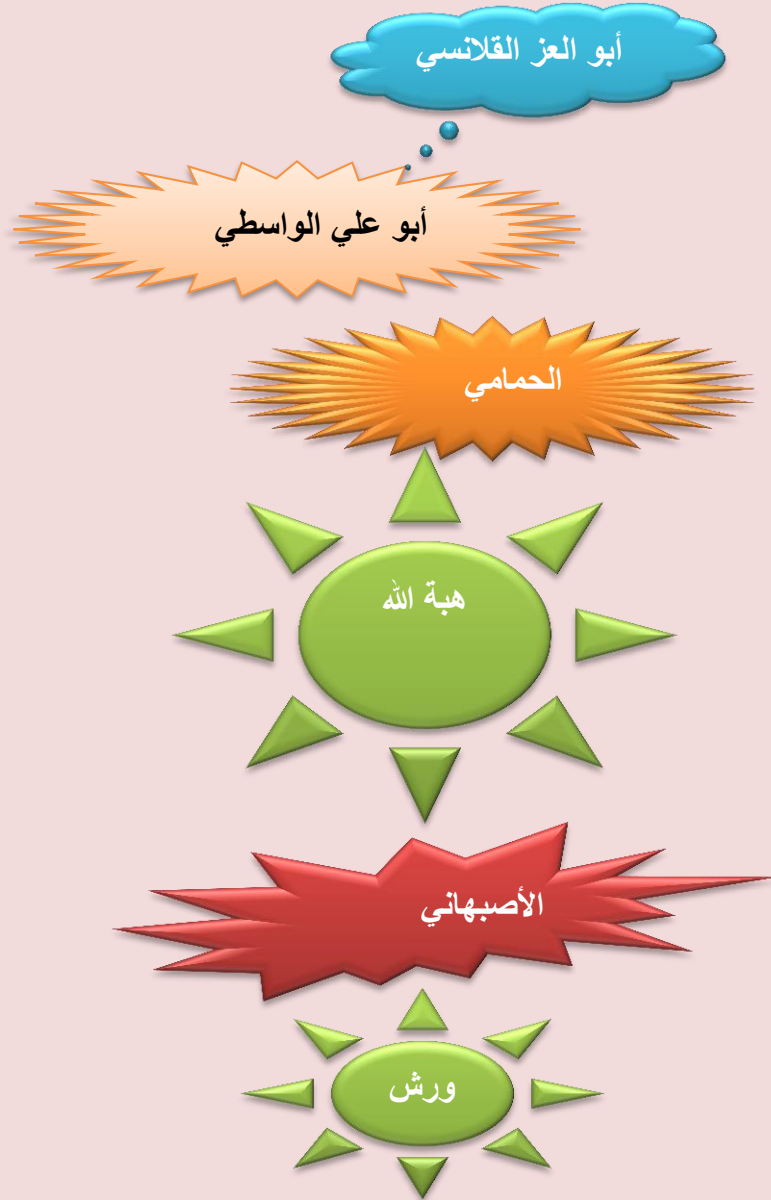 أبو العز القلانسي
أبو علي الواسطي
الحمامي
هبة الله
الأصبهاني
ورش